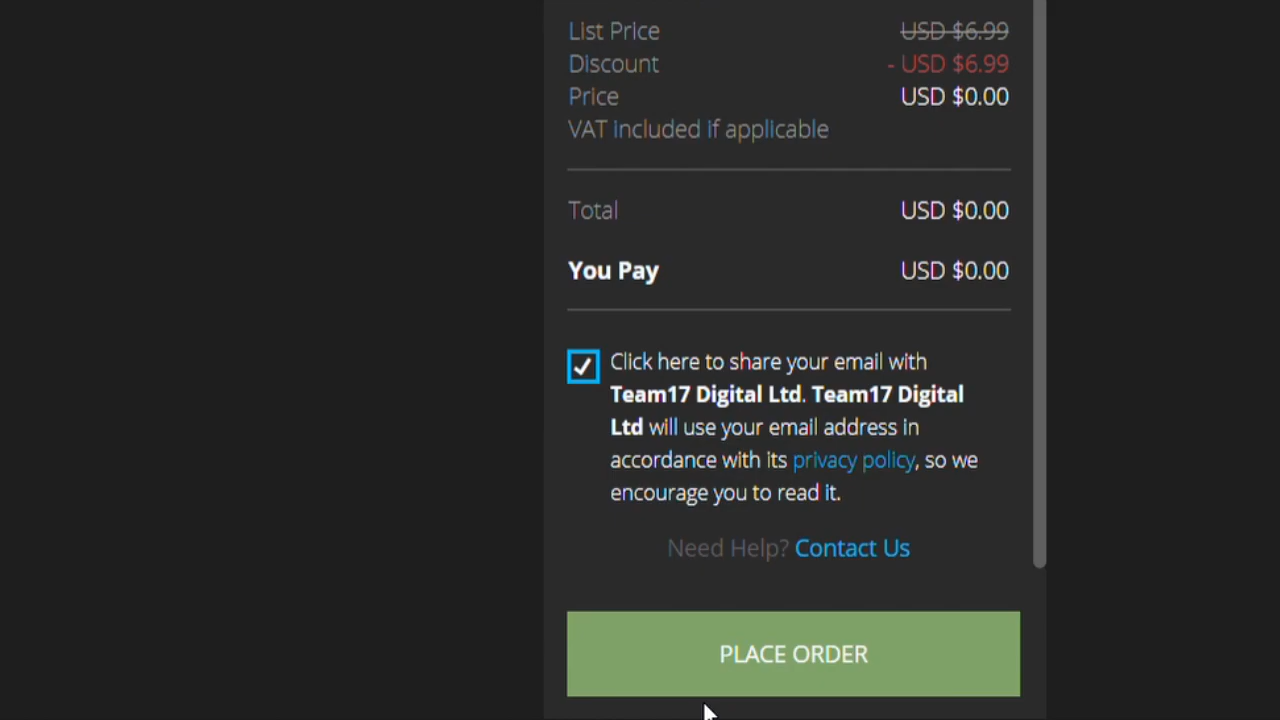 List Price USD $6.99
Discount - USD $6.99
Price USD $0.00
VAT included if applicable
Total USD $0.00
You Pay USD $0.00
Click here to share your email with
Team17 Digital Ltd. Team17 Digital
Ltd will use your email address in
accordance with its privacy policy, so we
encourage you to read it.
Need Help? Contact Us
PLACE ORDER